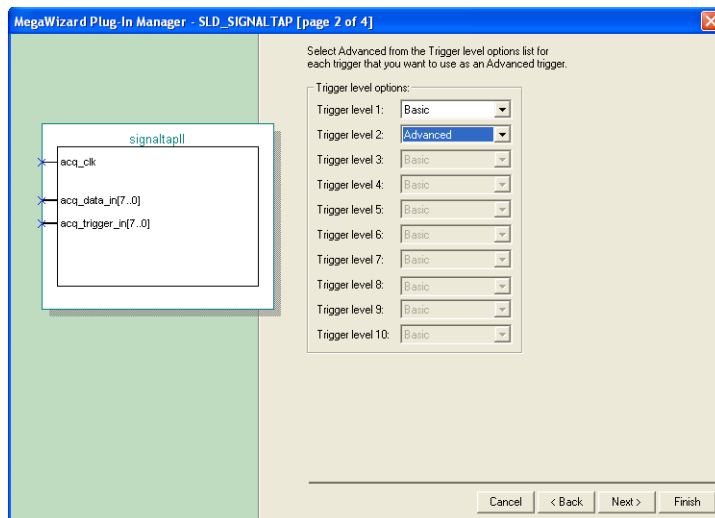 MegaWizard Plug-In Manager - SLD_SIGNALTAP [page 2 of 4]
signaltapII
acq_clk
acq_data_in[7..0]
acq_trigger_in[7..0]
Select Advanced from the Trigger level options list for
each trigger that you want to use as an Advanced trigger.
Trigger level options:
Trigger level 1: Basic
Trigger level 2: Advanced
Trigger level 3: Basic
Trigger level 4: Basic
Trigger level 5: Basic
Trigger level 6: Basic
Trigger level 7: Basic
Trigger level 8: Basic
Trigger level 9: Basic
Trigger level 10: Basic
Cancel < Back Next > Finish